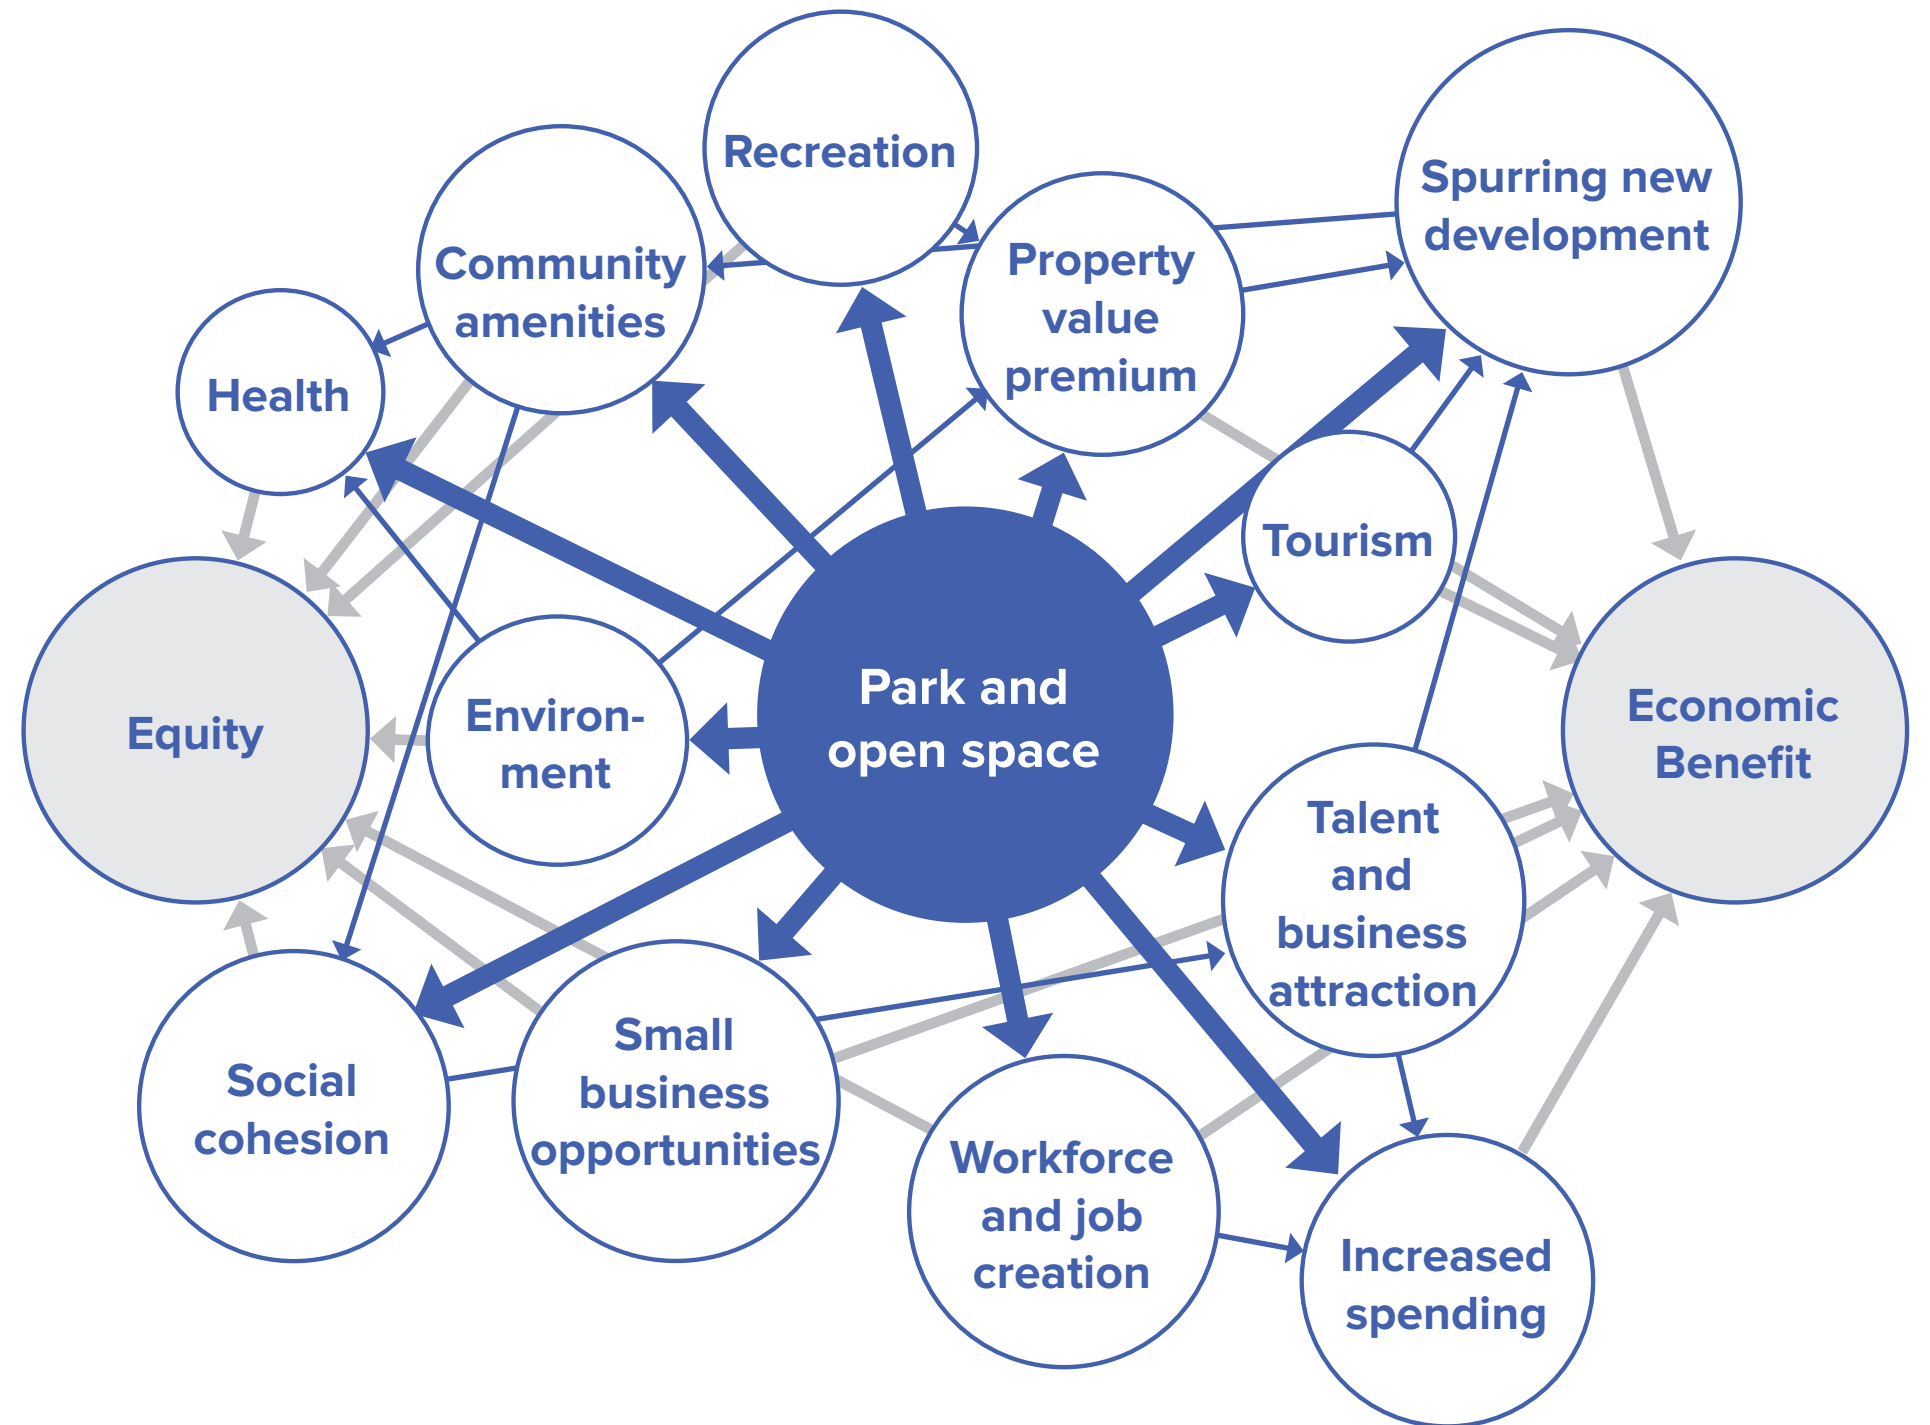 Recreation
Spurring new
development
Community
amenities
Property
value
premium
Health
Tourism
Equity
Environ-
ment
Park and
open space
Economic
Benefit
Talent
and
business
attraction
Social
cohesion
Small
business
opportunities
Workforce
and job
creation
Increased
spending